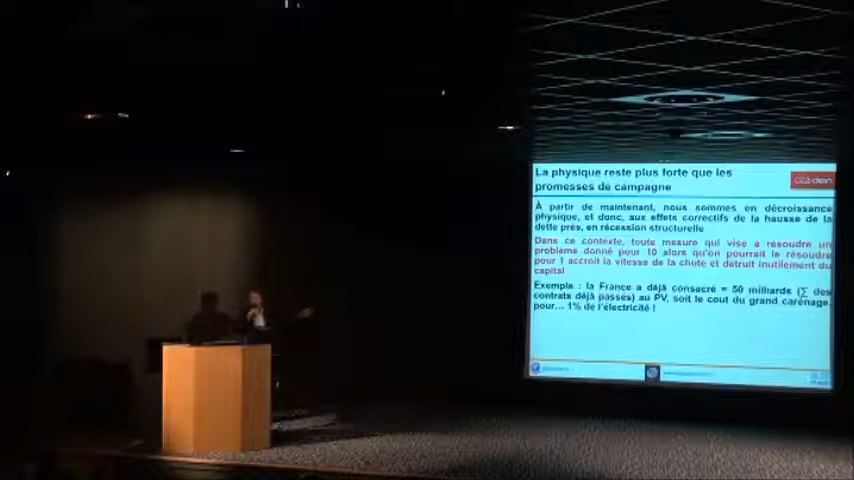 La physique reste plus forte que les
promesses de campagne
À partir de maintenant, nous sommes en décroissance
physique, et donc, aux effets correctifs de la hausse de la
dette près, en récession structurelle
Dans ce contexte, toute mesure qui vise à résoudre un
problème donné pour 10 alors qu'on pourrait le résoudre
pour 1 accroit la vitesse de la chute et détruit inutilement du
capital
Exemple : la France a déjà consacré ≈ 50 milliards (∑ des
contrats déjà passés) au PV, soit le cout du grand carénage,
pour... 1% de l'électricité !